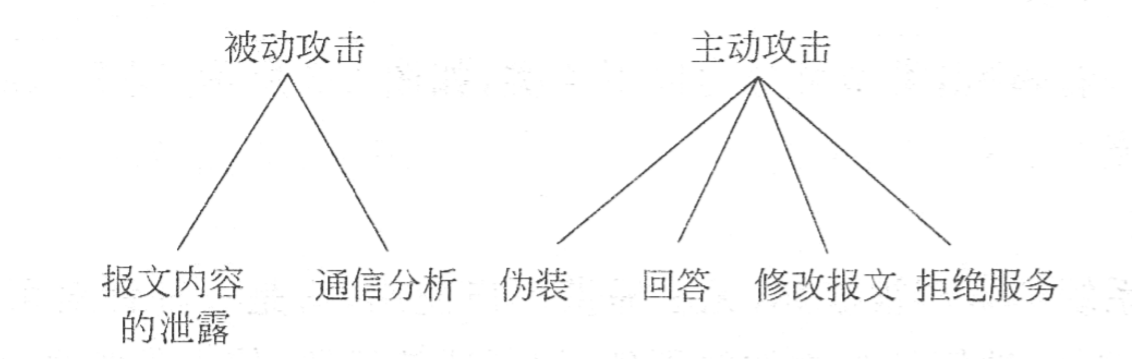 被动攻击
主动攻击
报文内容
的泄露
通信分析
伪装
回答
修改报文
拒绝服务